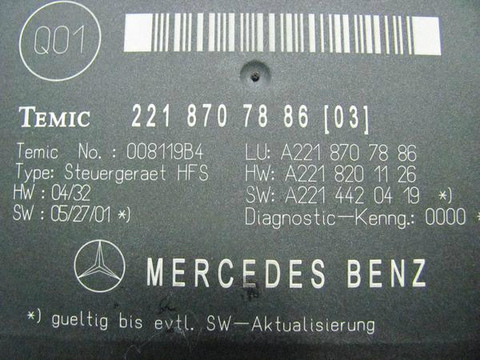 Q01
TEMIC 221 870 78 86 [03]
Temic No. : 008119B4 LU: A221 870 78 86
Type: Steuergeraet HFS HW: A221 820 11 26
HW : 04/32 SW: A221 442 04 19 *)
SW : 05/27/01 *) Diagnostic-Kenng.: 0000 *
MERCEDES BENZ
*) gueltig bis evtl. SW-Aktualisierung